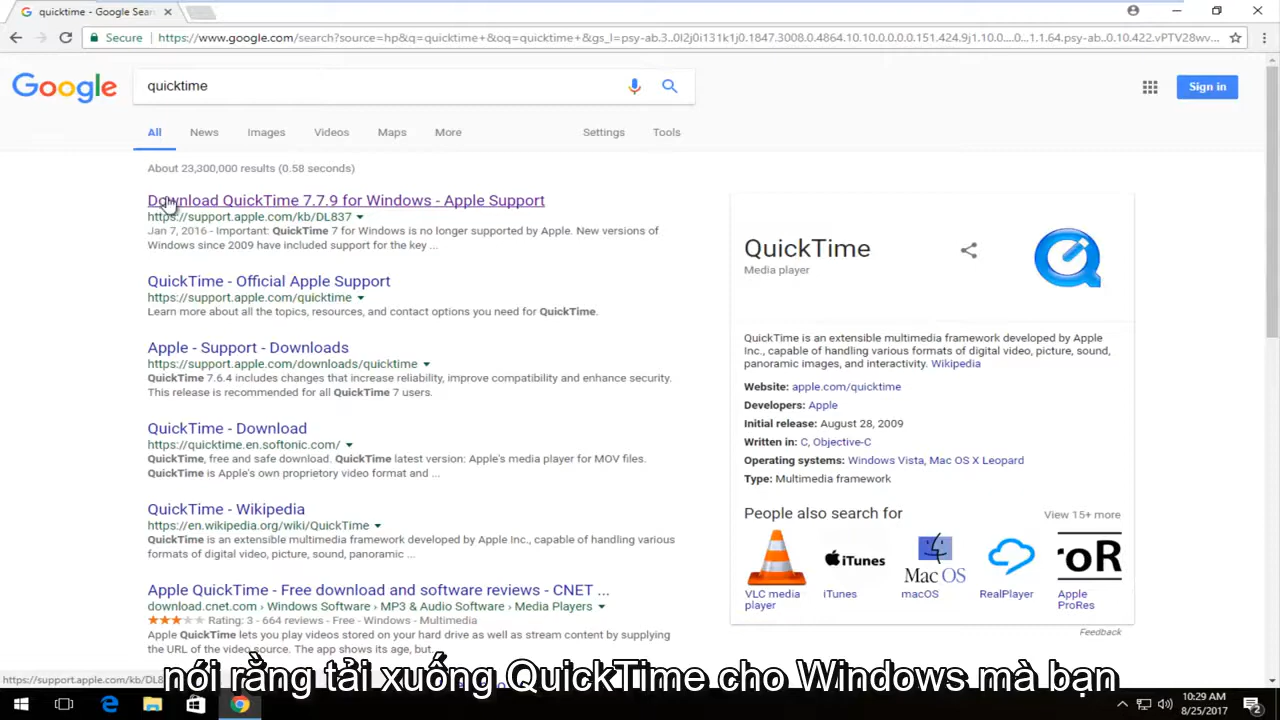 quicktime - Google Sear
Secure
https://www.google.com/search?source=hp&q=quicktime+&oq=quicktime+&gs_l=psy-ab.3..0l2j0i131k1j0.1847.3008.0.4864.10.10.0.0.0.0.151.424.9j1.10.0....0...1.1.64.psy-ab..0.10.422.vPTV28wv...
Google
quicktime
Sign in
All News Images Videos Maps More Settings Tools
About 23,300,000 results (0.58 seconds)
Download QuickTime 7.7.9 for Windows - Apple Support
https://support.apple.com/kb/DL837
Jan 7, 2016 - Important: QuickTime 7 for Windows is no longer supported by Apple. New versions of
Windows since 2009 have included support for the key ...
QuickTime - Official Apple Support
https://support.apple.com/quicktime
Learn more about all the topics, resources, and contact options you need for QuickTime.
Apple - Support - Downloads
https://support.apple.com/downloads/quicktime
QuickTime 7.6.4 includes changes that increase reliability, improve compatibility and enhance security.
This release is recommended for all QuickTime 7 users.
QuickTime - Download
https://quicktime.en.softonic.com/
QuickTime, free and safe download. QuickTime latest version: Apple's media player for MOV files.
QuickTime is Apple's own proprietary video format and ...
QuickTime - Wikipedia
https://en.wikipedia.org/wiki/QuickTime
QuickTime is an extensible multimedia framework developed by Apple Inc., capable of handling various
formats of digital video, picture, sound, panoramic ...
Apple QuickTime - Free download and software reviews - CNET ...
download.cnet.com › Windows Software › MP3 & Audio Software › Media Players
Rating: 3 - 664 reviews - Free - Windows - Multimedia
Apple QuickTime lets you play videos stored on your hard drive as well as stream content by supplying
the URL of the video source. The app shows its age, but...
QuickTime
Media player
QuickTime is an extensible multimedia framework developed by Apple
Inc., capable of handling various formats of digital video, picture, sound,
panoramic images, and interactivity. Wikipedia
Website: apple.com/quicktime
Developers: Apple
Initial release: August 28, 2009
Written in: C, Objective-C
Operating systems: Windows Vista, Mac OS X Leopard
Type: Multimedia framework
People also search for
View 15+ more
iTunes
Mac OS
roR
VLC media player
iTunes
macOS
RealPlayer
Apple ProRes
Feedback
https://support.apple.com/kb/DL8
nói rằng tải xuống QuickTime cho Windows mà bạn
10:29 AM
8/25/2017
2